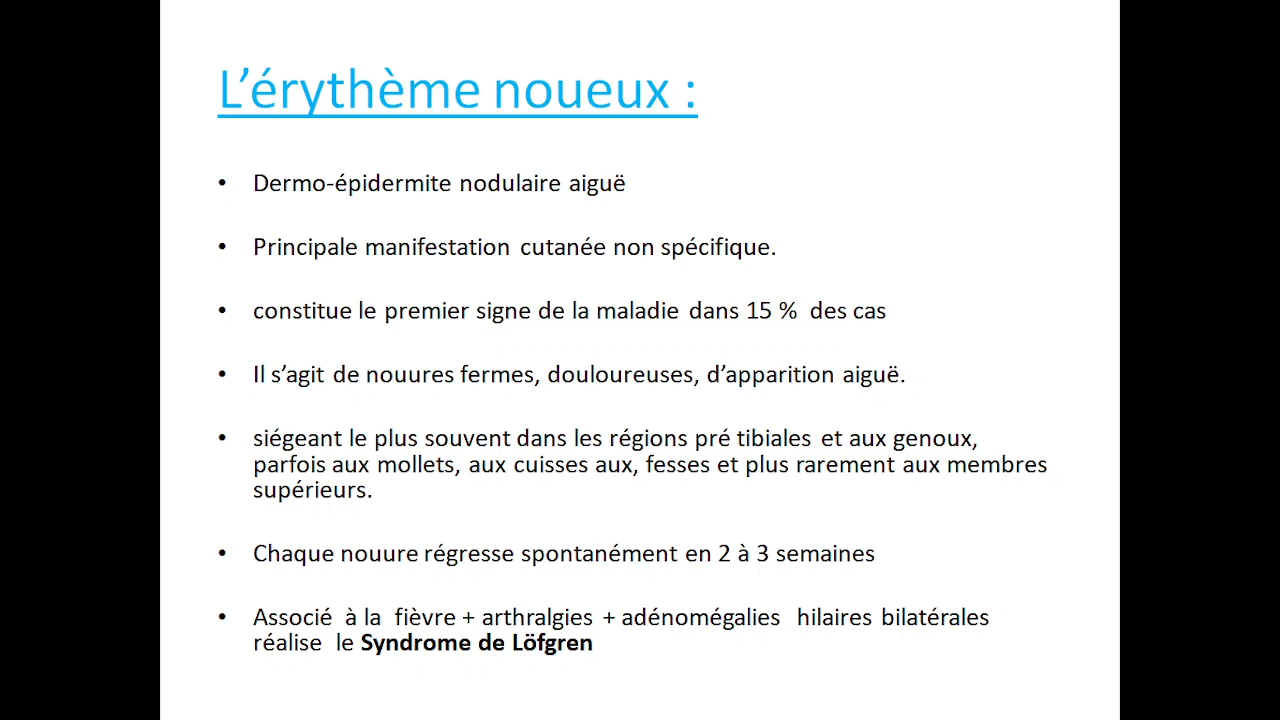 L’érythème noueux :
• Dermo-épidermite nodulaire aiguë
• Principale manifestation cutanée non spécifique.
• constitue le premier signe de la maladie dans 15 % des cas
• Il s’agit de nouures fermes, douloureuses, d’apparition aiguë.
• siégeant le plus souvent dans les régions pré tibiales et aux genoux,
parfois aux mollets, aux cuisses aux, fesses et plus rarement aux membres
supérieurs.
• Chaque nouure régresse spontanément en 2 à 3 semaines
• Associé à la fièvre + arthralgies + adénomégalies hilaires bilatérales
réalise le Syndrome de Löfgren